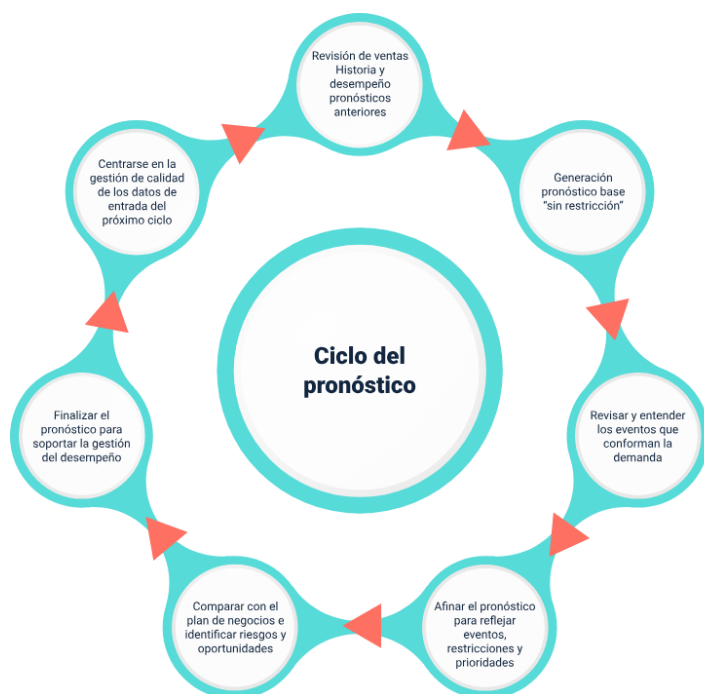 Revisión de ventas
Historia y
desempeño
pronósticos
anteriores
Generación
pronóstico base
“sin restricción”
Revisar y entender
los eventos que
conforman la
demanda
Afinar el pronóstico
para reflejar
eventos,
restricciones y
prioridades
Comparar con el
plan de negocios e
identificar riesgos y
oportunidades
Finalizar el
pronóstico para
soportar la gestión
del desempeño
Centrarse en la
gestión de calidad
de los datos de
entrada del
próximo ciclo
Ciclo del
pronóstico